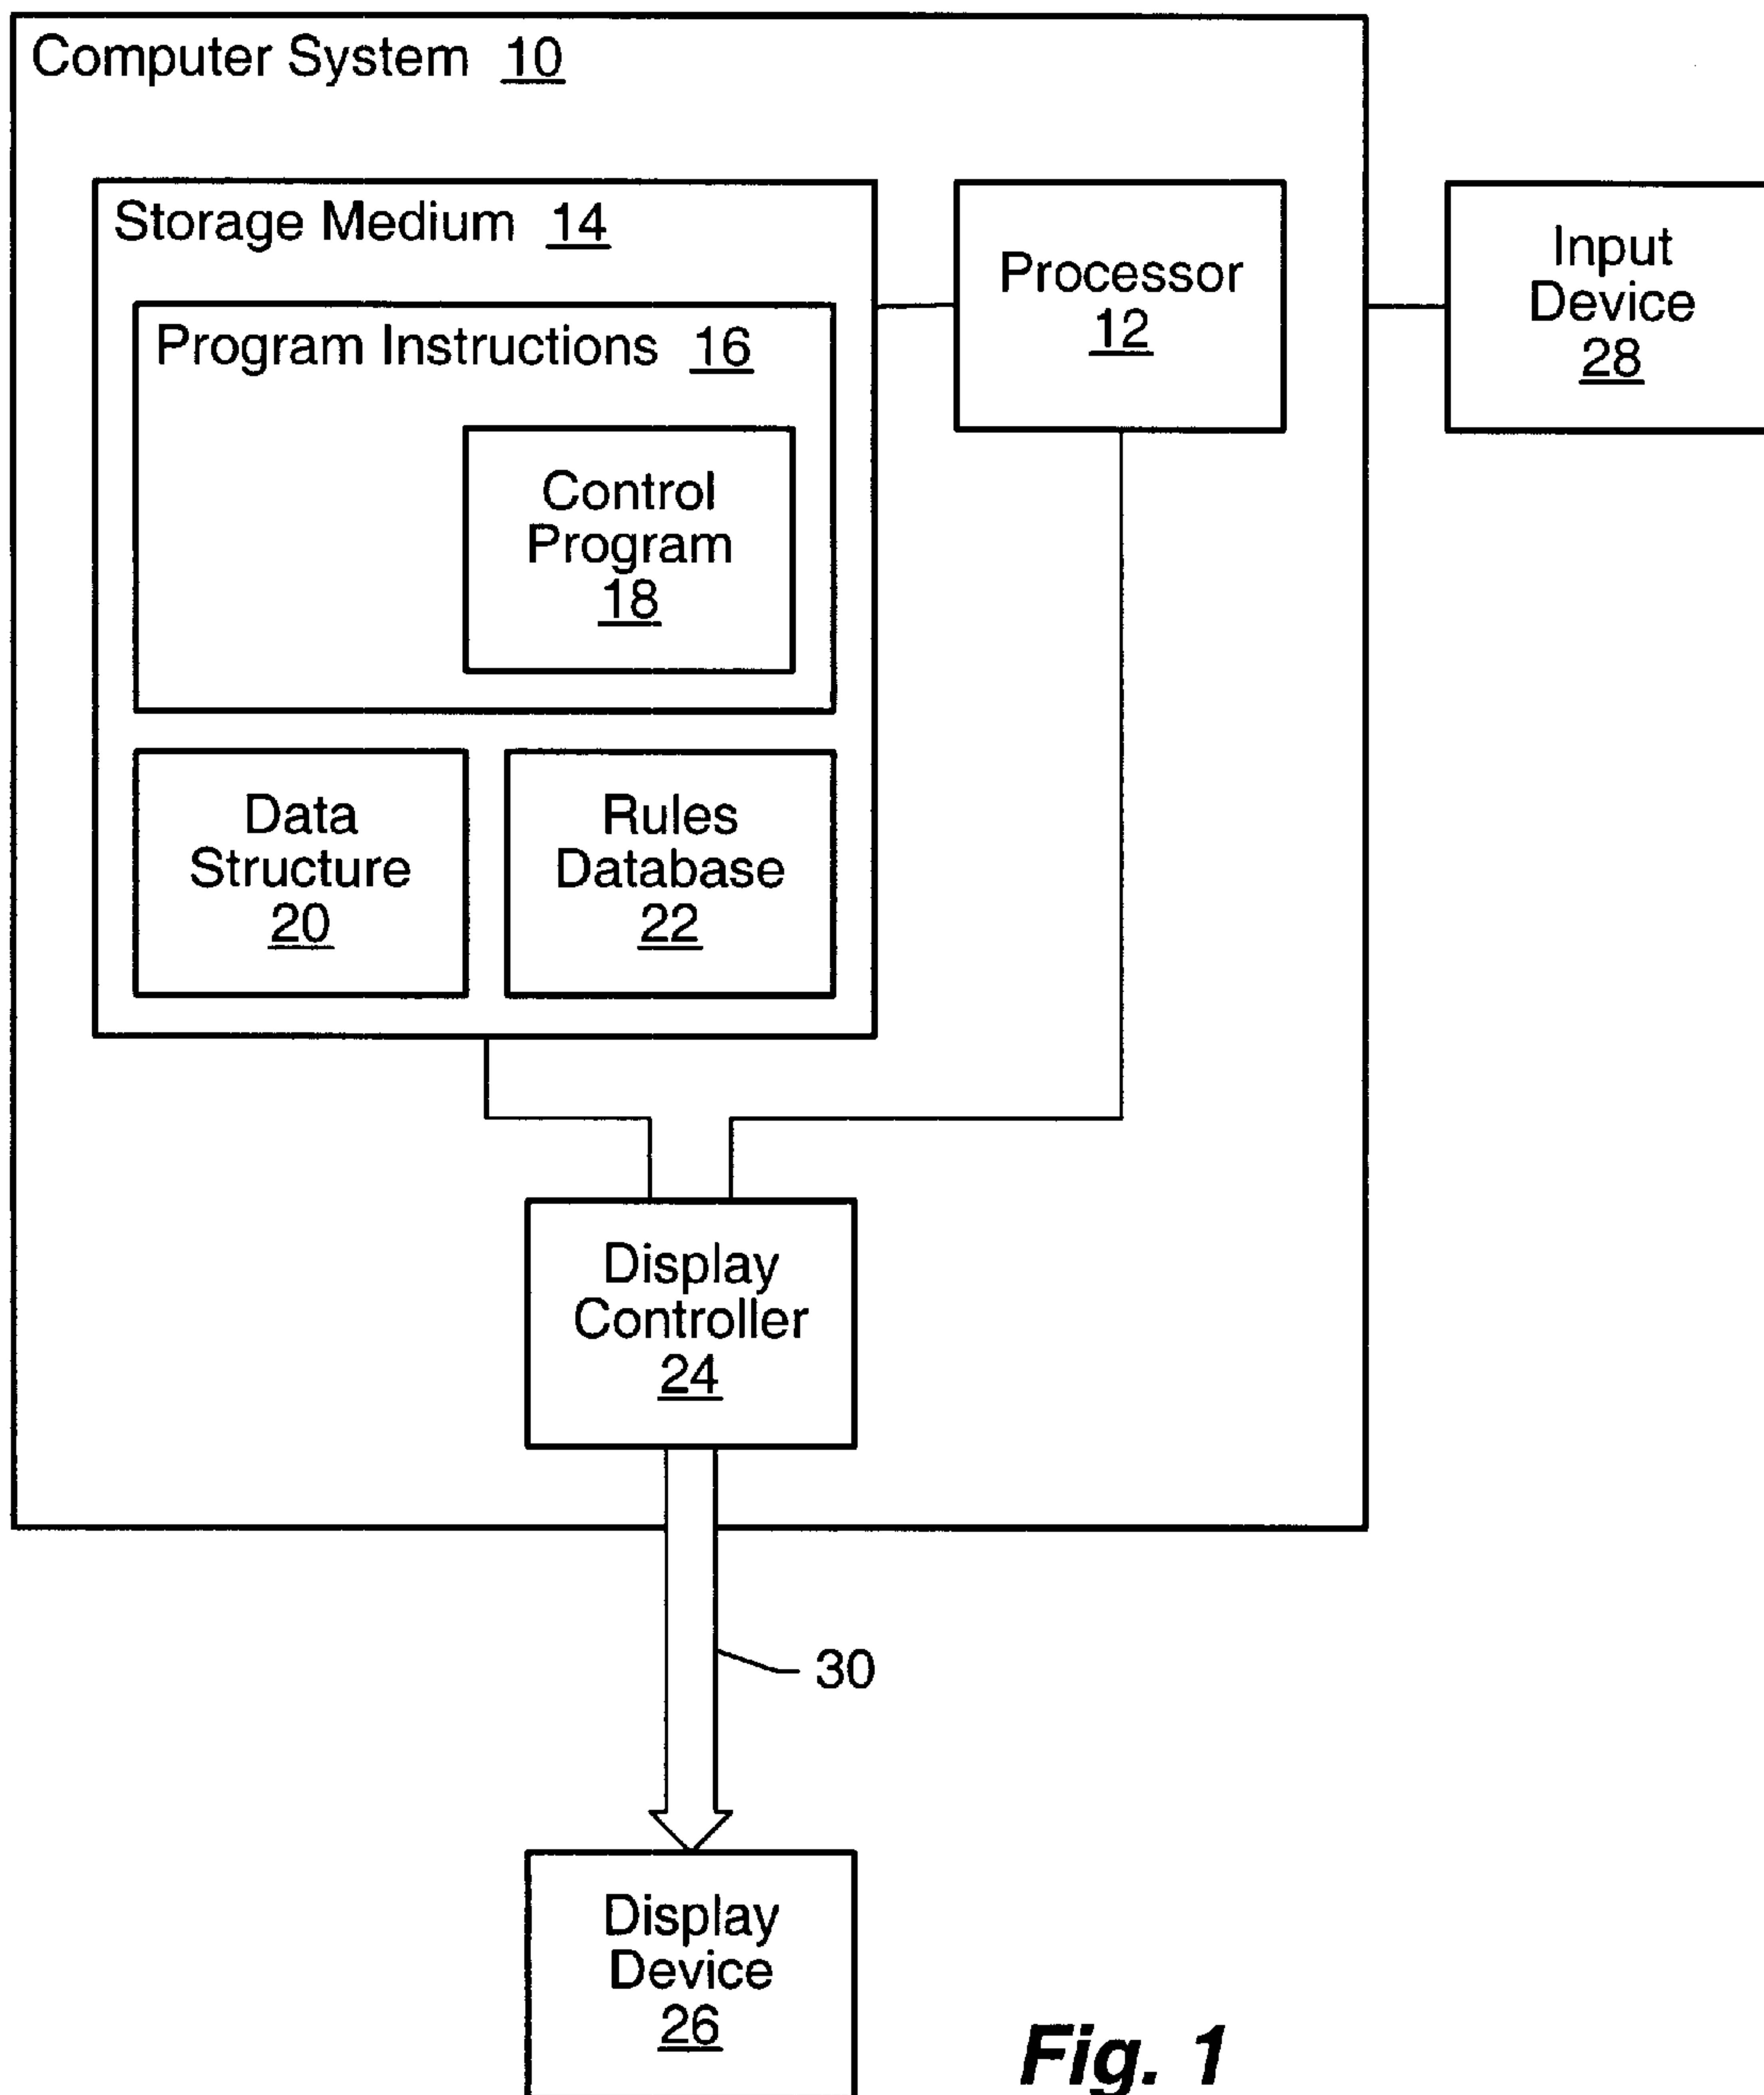 Computer System 10
Storage Medium 14
Program Instructions 16
Control
Program
18
Data
Structure
20
Rules
Database
22
Processor
12
Input
Device
28
Display
Controller
24
30
Display
Device
26
Fig. 1